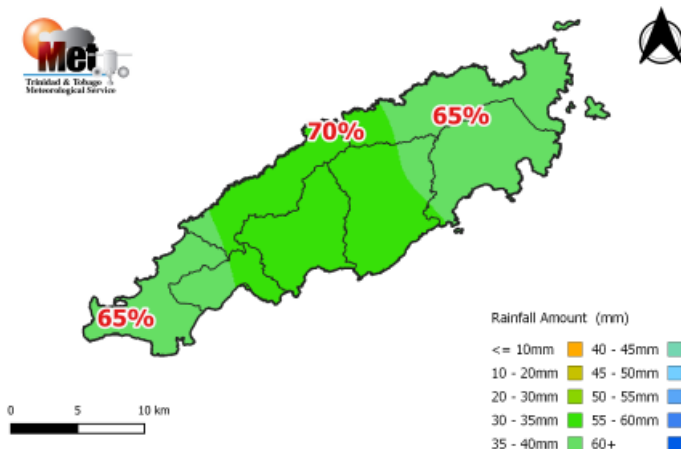 Met
Trinidad & Tobago
Meteorological Service
70%
65%
65%
Rainfall Amount (mm)
<= 10mm 40 - 45mm
10 - 20mm 45 - 50mm
20 - 30mm 50 - 55mm
30 - 35mm 55 - 60mm
35 - 40mm 60+
0 5 10 km